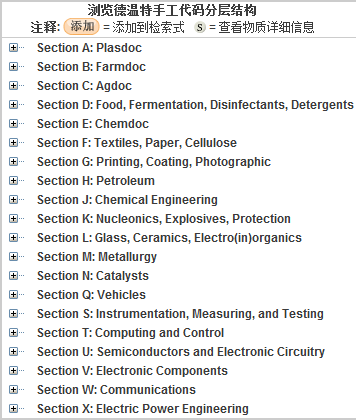 浏览德温特手工代码分层结构
注释: 添加 = 添加到检索式 S = 查看物质详细信息
Section A: Plasdoc
Section B: Farmdoc
Section C: Agdoc
Section D: Food, Fermentation, Disinfectants, Detergents
Section E: Chemdoc
Section F: Textiles, Paper, Cellulose
Section G: Printing, Coating, Photographic
Section H: Petroleum
Section J: Chemical Engineering
Section K: Nucleonics, Explosives, Protection
Section L: Glass, Ceramics, Electro(in)organics
Section M: Metallurgy
Section N: Catalysts
Section Q: Vehicles
Section S: Instrumentation, Measuring, and Testing
Section T: Computing and Control
Section U: Semiconductors and Electronic Circuitry
Section V: Electronic Components
Section W: Communications
Section X: Electric Power Engineering